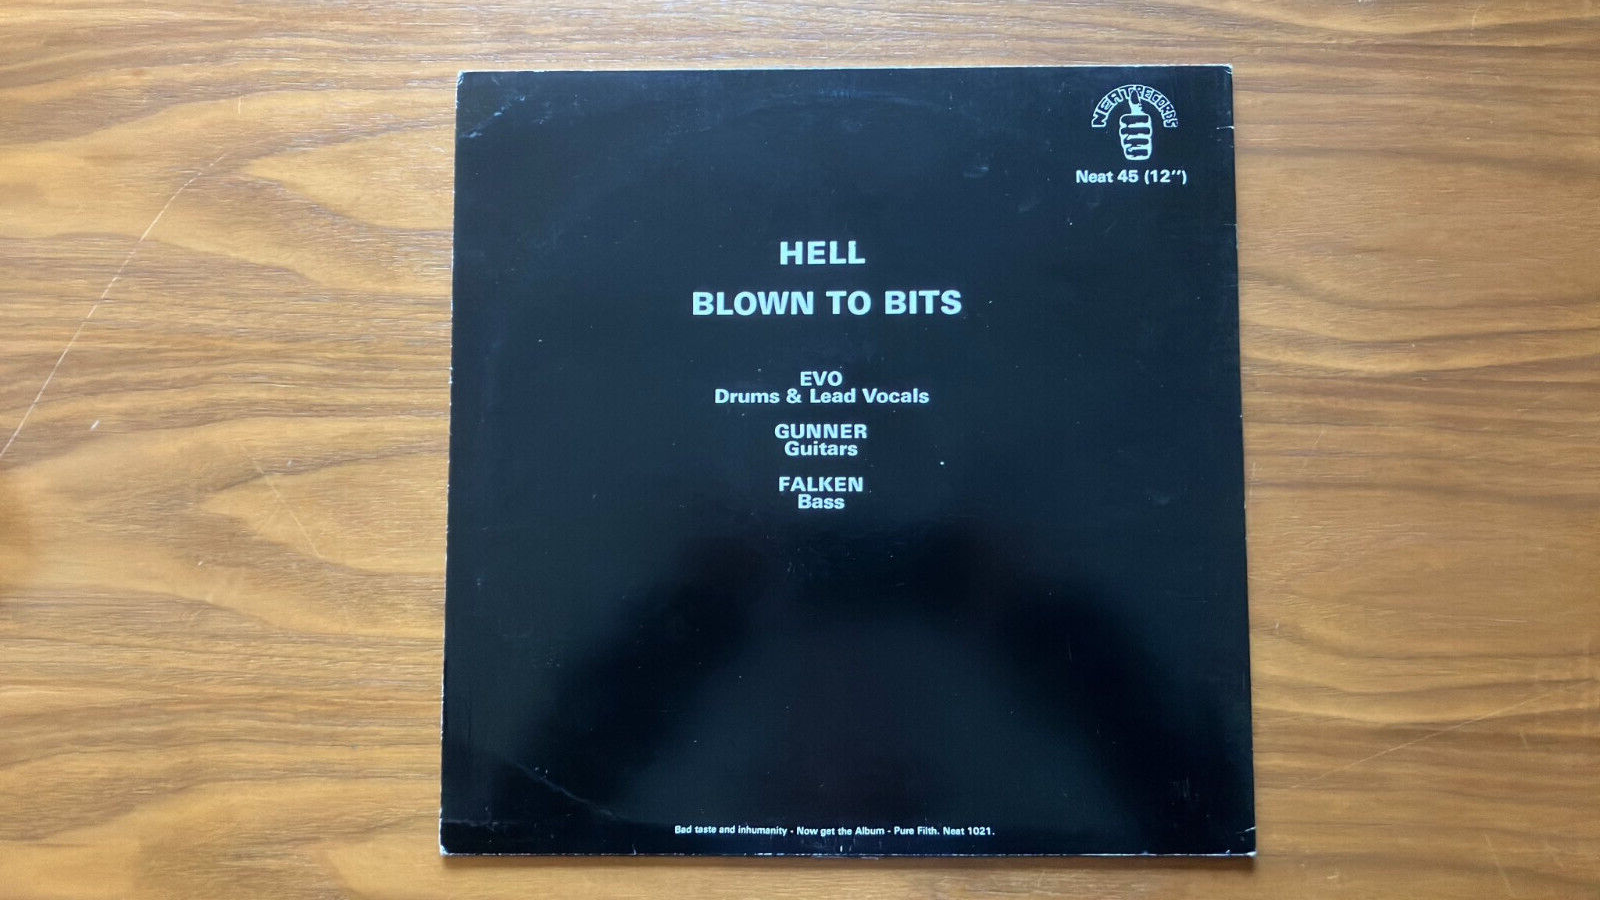 NEAT RECORDS
Neat 45 (12")
HELL
BLOWN TO BITS
EVO
Drums & Lead Vocals
GUNNER
Guitars
FALKEN
Bass
Bad taste and inhumanity - Now get the Album - Pure Filth. Neat 1021.